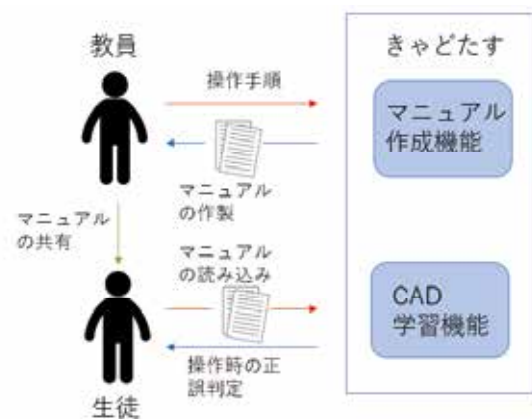 教員
きゃどたす
操作手順
マニュアル
作成機能
マニュアル
の作製
マニュアル
の共有
マニュアル
の読み込み
CAD
学習機能
操作時の正
誤判定
生徒